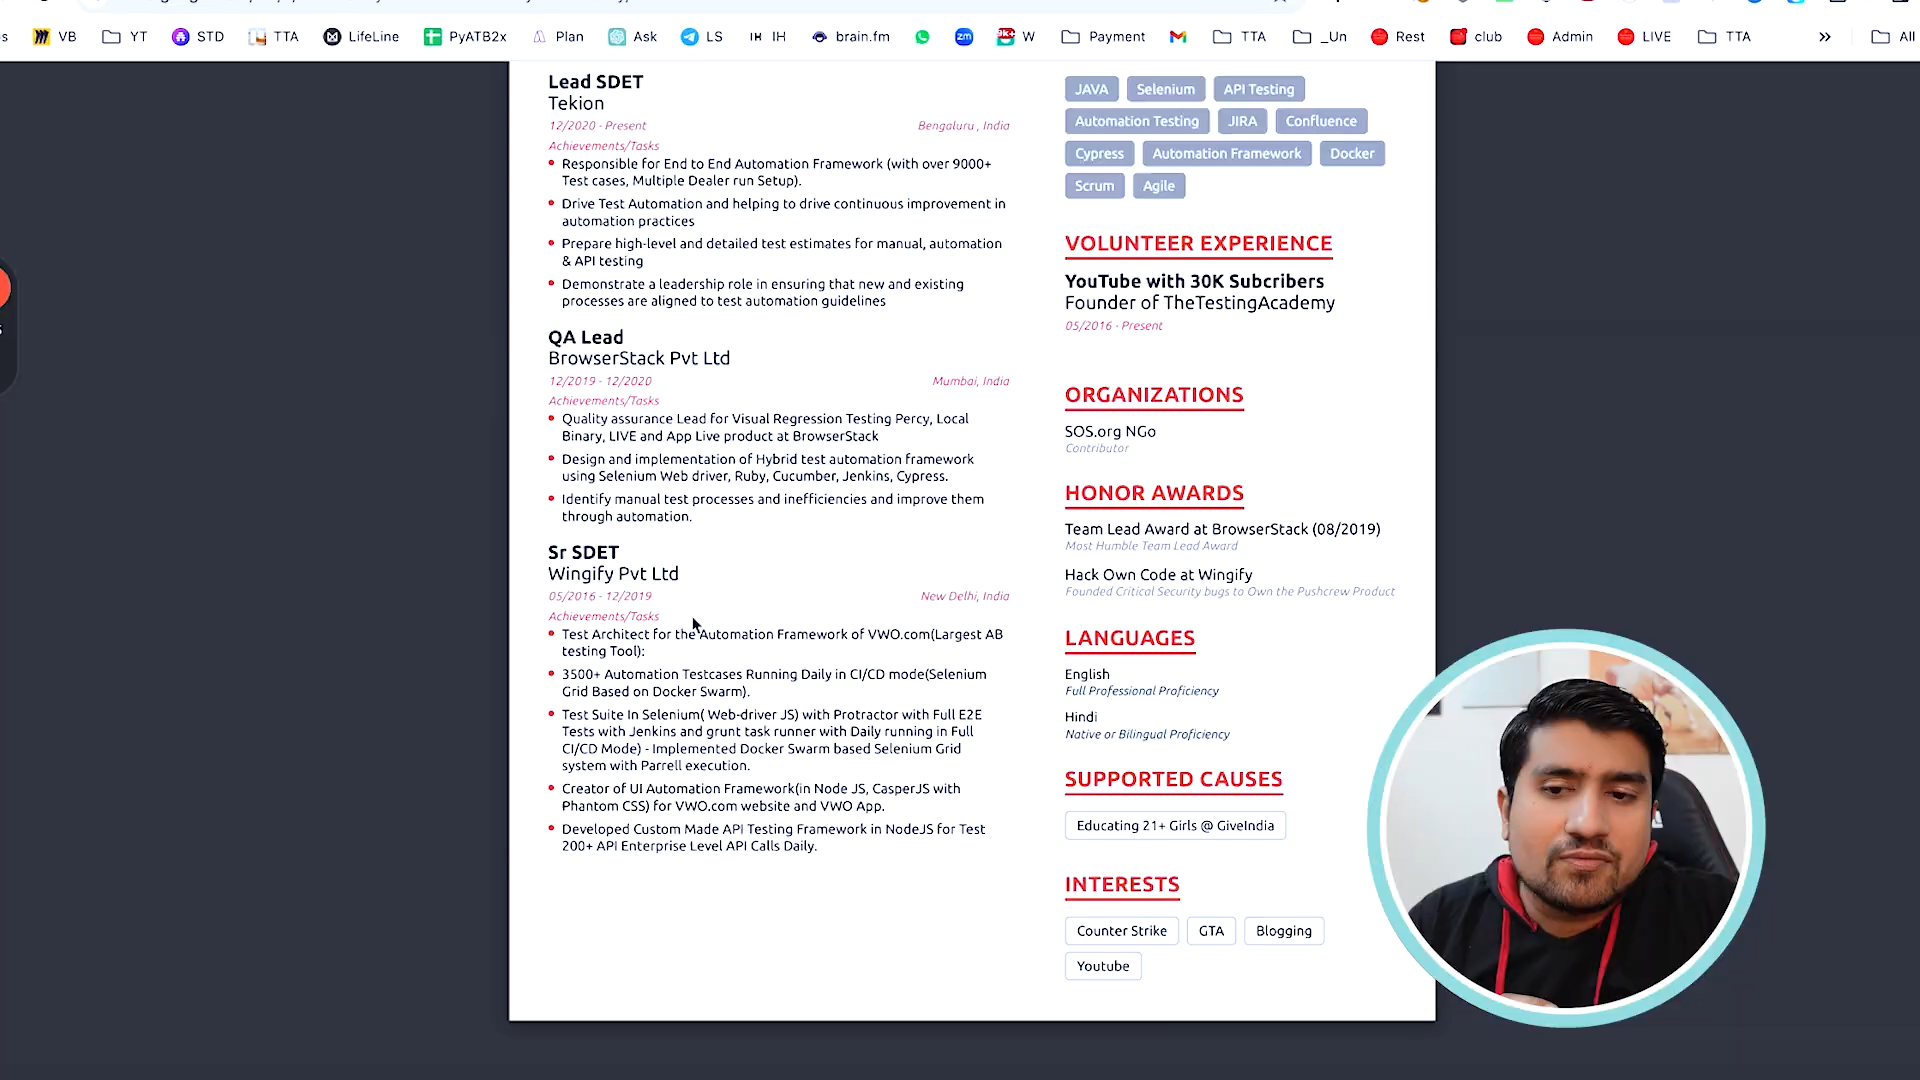 VB
YT
STD
TTA
LifeLine
PyATB2x
Plan
Ask
LS
IH IH
brain.fm
zm
W
Payment
TTA
_Un
Rest
club
Admin
LIVE
TTA
»
All
Lead SDET
Tekion
12/2020 - Present
Bengaluru , India
Achievements/Tasks
Responsible for End to End Automation Framework (with over 9000+
Test cases, Multiple Dealer run Setup).
Drive Test Automation and helping to drive continuous improvement in
automation practices
Prepare high-level and detailed test estimates for manual, automation
& API testing
Demonstrate a leadership role in ensuring that new and existing
processes are aligned to test automation guidelines
QA Lead
BrowserStack Pvt Ltd
12/2019 - 12/2020
Mumbai, India
Achievements/Tasks
Quality assurance Lead for Visual Regression Testing Percy, Local
Binary, LIVE and App Live product at BrowserStack
Design and implementation of Hybrid test automation framework
using Selenium Web driver, Ruby, Cucumber, Jenkins, Cypress.
Identify manual test processes and inefficiencies and improve them
through automation.
Sr SDET
Wingify Pvt Ltd
05/2016 - 12/2019
New Delhi, India
Achievements/Tasks
Test Architect for the Automation Framework of VWO.com(Largest AB
testing Tool):
3500+ Automation Testcases Running Daily in CI/CD mode(Selenium
Grid Based on Docker Swarm).
Test Suite In Selenium( Web-driver JS) with Protractor with Full E2E
Tests with Jenkins and grunt task runner with Daily running in Full
CI/CD Mode) - Implemented Docker Swarm based Selenium Grid
system with Parrell execution.
Creator of UI Automation Framework(in Node JS, CasperJS with
Phantom CSS) for VWO.com website and VWO App.
Developed Custom Made API Testing Framework in NodeJS for Test
200+ API Enterprise Level API Calls Daily.
JAVA
Selenium
API Testing
Automation Testing
JIRA
Confluence
Cypress
Automation Framework
Docker
Scrum
Agile
VOLUNTEER EXPERIENCE
YouTube with 30K Subcribers
Founder of TheTestingAcademy
05/2016 - Present
ORGANIZATIONS
SOS.org NGo
Contributor
HONOR AWARDS
Team Lead Award at BrowserStack (08/2019)
Most Humble Team Lead Award
Hack Own Code at Wingify
Founded Critical Security bugs to Own the Pushcrew Product
LANGUAGES
English
Full Professional Proficiency
Hindi
Native or Bilingual Proficiency
SUPPORTED CAUSES
Educating 21+ Girls @ GiveIndia
INTERESTS
Counter Strike
GTA
Blogging
Youtube